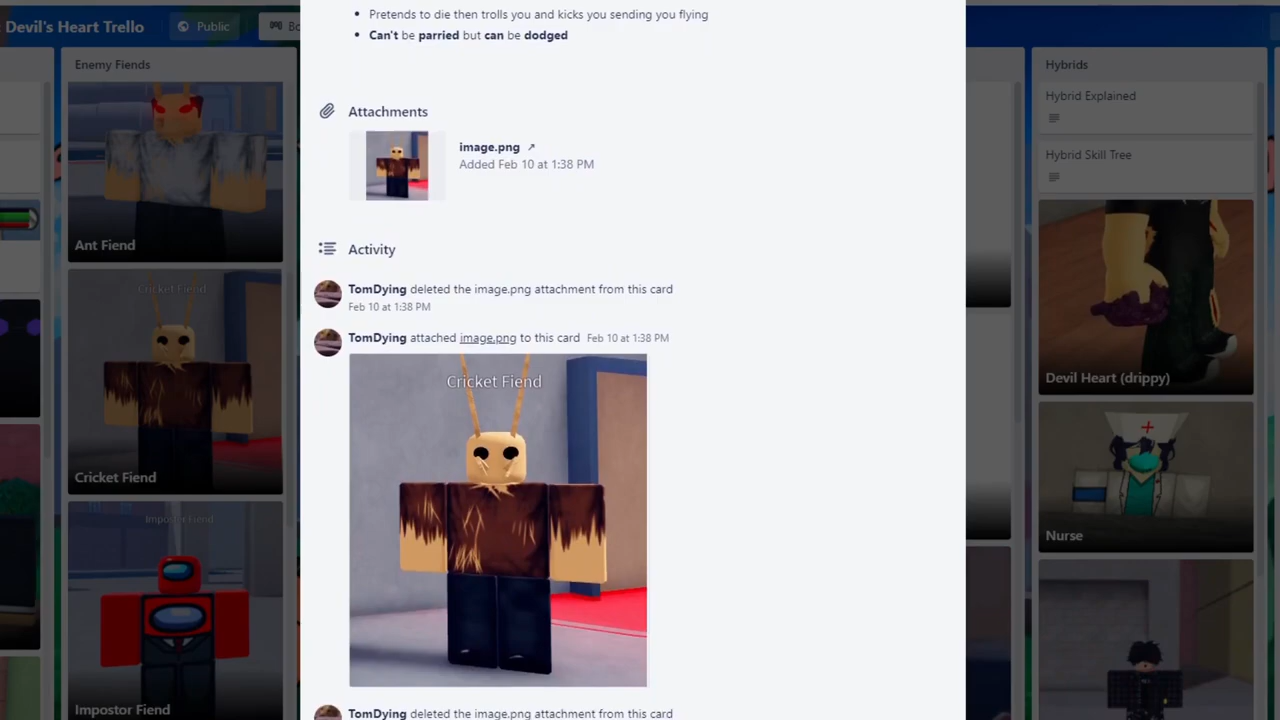 Devil's Heart Trello
Public
Bo
Enemy Fiends
Ant Fiend
Cricket Fiend
Cricket Fiend
Impostor Fiend
Impostor Fiend
Pretends to die then trolls you and kicks you sending you flying
Can't be parried but can be dodged
Attachments
image.png ↗
Added Feb 10 at 1:38 PM
Activity
TomDying deleted the image.png attachment from this card
Feb 10 at 1:38 PM
TomDying attached image.png to this card Feb 10 at 1:38 PM
Cricket Fiend
TomDying deleted the image.png attachment from this card
Hybrids
Hybrid Explained
Hybrid Skill Tree
Devil Heart (drippy)
Nurse